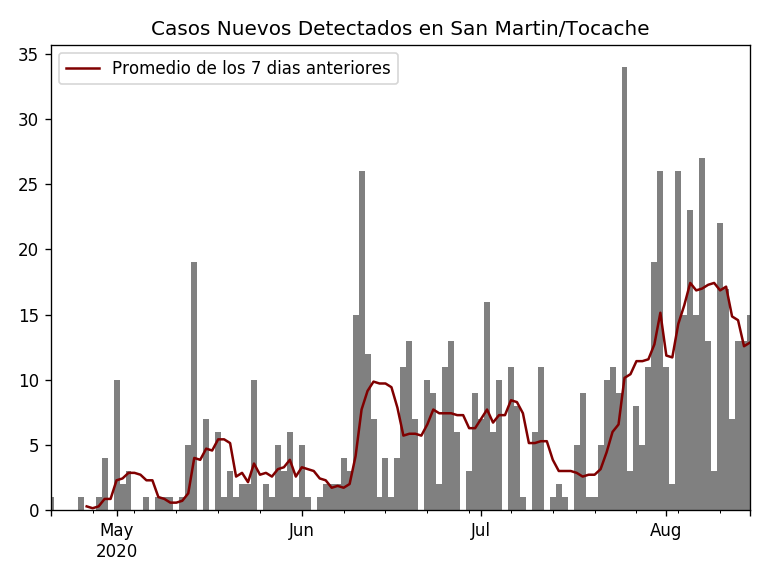 Casos Nuevos Detectados en San Martin/Tocache
Promedio de los 7 dias anteriores
35
30
25
20
15
10
5
0
May
2020
Jun
Jul
Aug